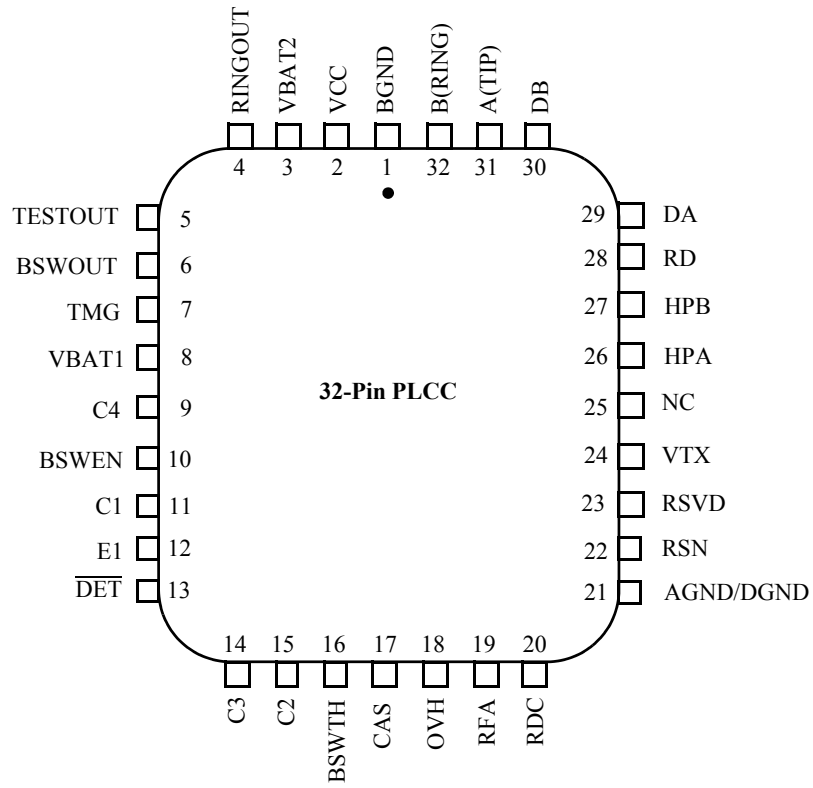 RINGOUT
VBAT2
VCC
BGND
B(RING)
A(TIP)
DB
4
3
2
1
32
31
30
TESTOUT 5
BSWOUT 6
TMG 7
VBAT1 8
C4 9
BSWEN 10
C1 11
E1 12
D̅E̅T̅ 13
32-Pin PLCC
29 DA
28 RD
27 HPB
26 HPA
25 NC
24 VTX
23 RSVD
22 RSN
21 AGND/DGND
14
15
16
17
18
19
20
C3
C2
BSWTH
CAS
OVH
RFA
RDC